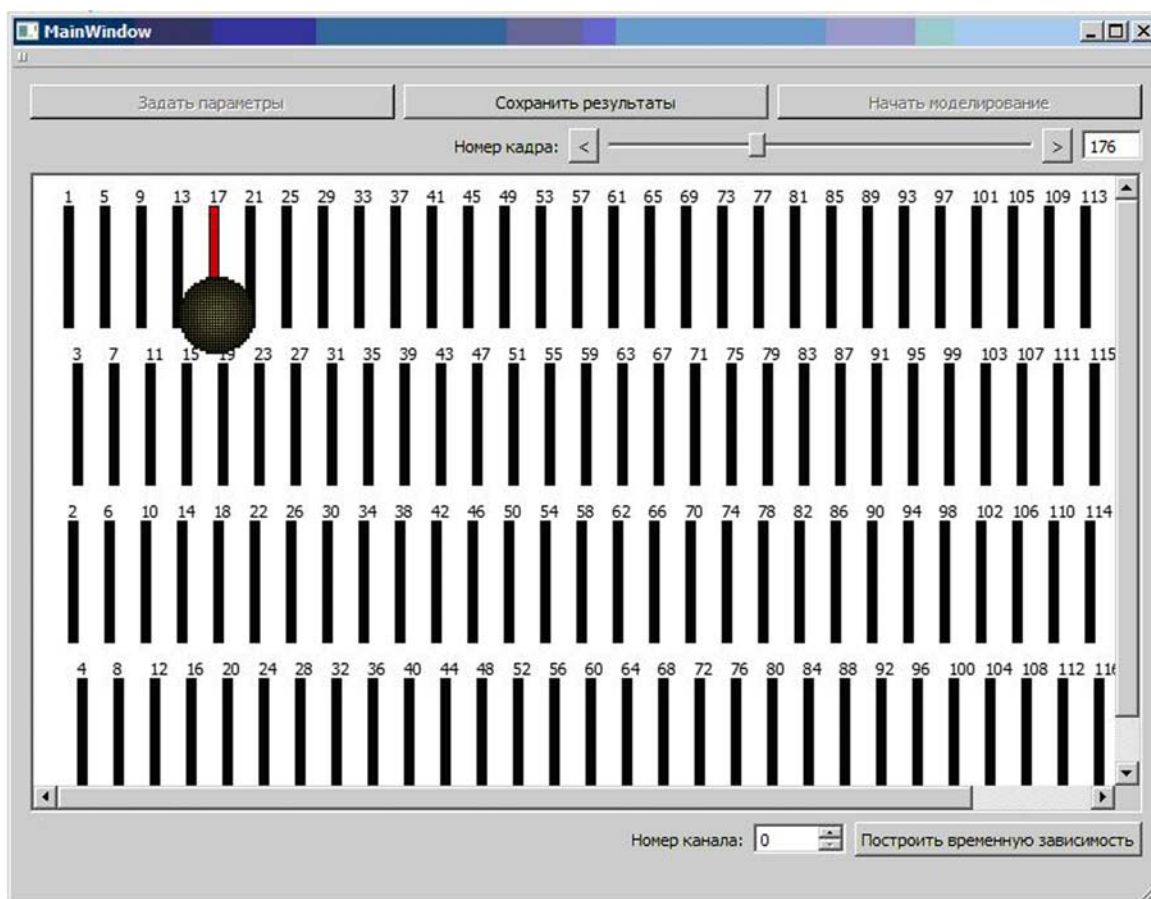 MainWindow
Задать параметры Сохранить результаты Начать моделирование
Номер кадра: < > 176
1 5 9 13 17 21 25 29 33 37 41 45 49 53 57 61 65 69 73 77 81 85 89 93 97 101 105 109 113
3 7 11 15 19 23 27 31 35 39 43 47 51 55 59 63 67 71 75 79 83 87 91 95 99 103 107 111 115
2 6 10 14 18 22 26 30 34 38 42 46 50 54 58 62 66 70 74 78 82 86 90 94 98 102 106 110 114
4 8 12 16 20 24 28 32 36 40 44 48 52 56 60 64 68 72 76 80 84 88 92 96 100 104 108 112 116
Номер канала: 0 Построить временную зависимость